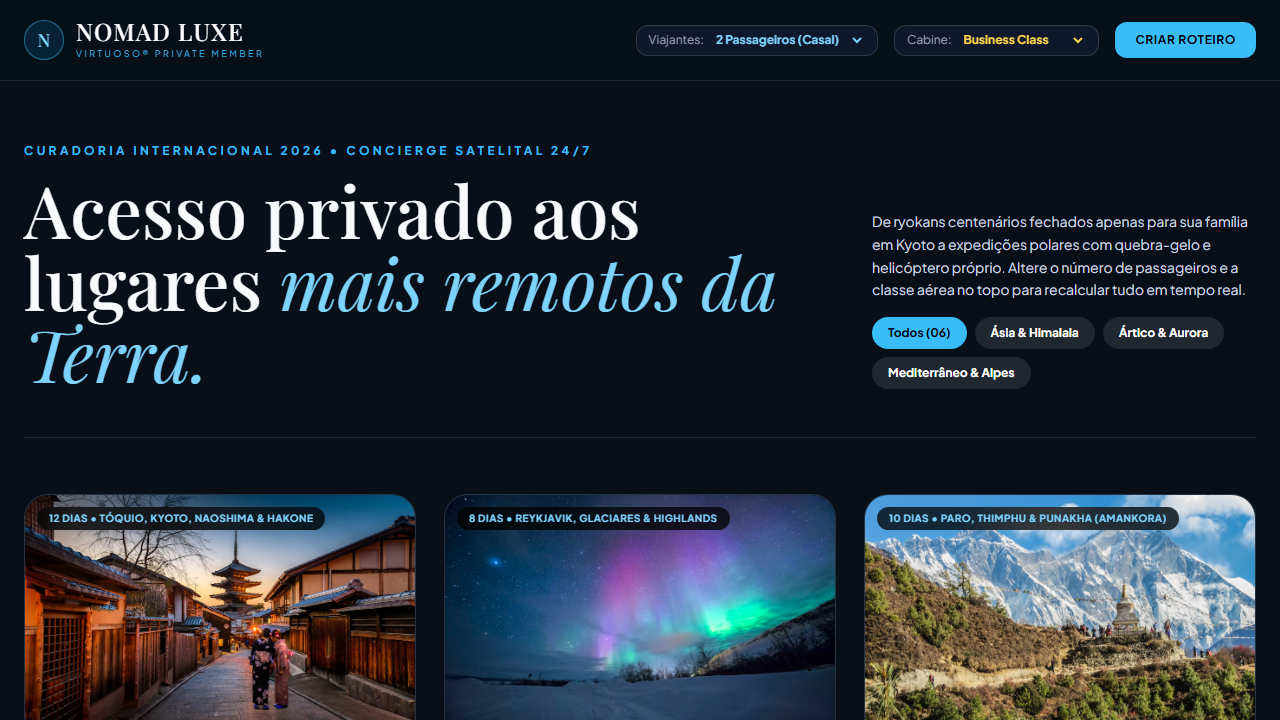 N
NOMAD LUXE
VIRTUOSO® PRIVATE MEMBER
Viajantes: 2 Passageiros (Casal)
Cabine: Business Class
CRIAR ROTEIRO
CURADORIA INTERNACIONAL 2026 ● CONCIERGE SATELITAL 24/7
Acesso privado aos
lugares mais remotos da
Terra.
De ryokans centenários fechados apenas para sua família
em Kyoto a expedições polares com quebra-gelo e
helicóptero próprio. Altere o número de passageiros e a
classe aérea no topo para recalcular tudo em tempo real.
Todos (06)
Ásia & Himalaia
Ártico & Aurora
Mediterrâneo & Alpes
12 DIAS ● TÓQUIO, KYOTO, NAOSHIMA & HAKONE
8 DIAS ● REYKJAVIK, GLACIARES & HIGHLANDS
10 DIAS ● PARO, THIMPHU & PUNAKHA (AMANKORA)